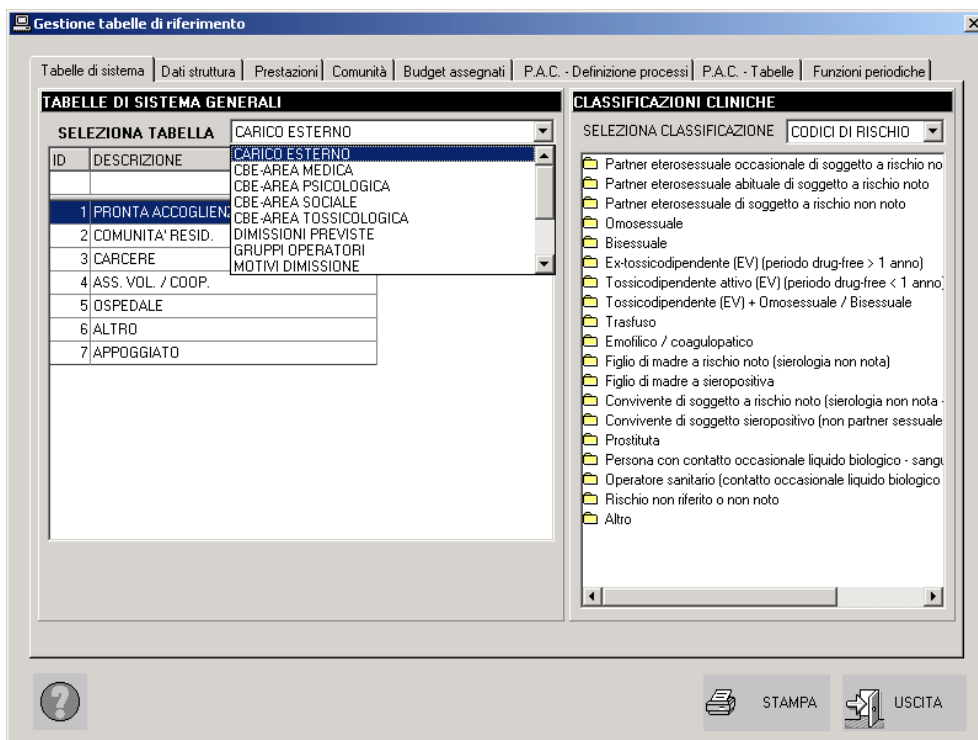 Gestione tabelle di riferimento
Tabelle di sistema Dati struttura Prestazioni Comunità Budget assegnati P.A.C. - Definizione processi P.A.C. - Tabelle Funzioni periodiche
TABELLE DI SISTEMA GENERALI
SELEZIONA TABELLA CARICO ESTERNO
CARICO ESTERNO
CBE-AREA MEDICA
CBE-AREA PSICOLOGICA
CBE-AREA SOCIALE
CBE-AREA TOSSICOLOGICA
DIMISSIONI PREVISTE
GRUPPI OPERATORI
MOTIVI DIMISSIONE
ID DESCRIZIONE
1 PRONTA ACCOGLIENZ
2 COMUNITA' RESID.
3 CARCERE
4 ASS. VOL. / COOP.
5 OSPEDALE
6 ALTRO
7 APPOGGIATO
CLASSIFICAZIONI CLINICHE
SELEZIONA CLASSIFICAZIONE CODICI DI RISCHIO
Partner eterosessuale occasionale di soggetto a rischio no
Partner eterosessuale abituale di soggetto a rischio noto
Partner eterosessuale di soggetto a rischio non noto
Omosessuale
Bisessuale
Ex-tossicodipendente (EV) (periodo drug-free > 1 anno)
Tossicodipendente attivo (EV) (periodo drug-free < 1 anno)
Tossicodipendente (EV) + Omosessuale / Bisessuale
Trasfuso
Emofilico / coagulopatico
Figlio di madre a rischio noto (sierologia non nota)
Figlio di madre a sieropositiva
Convivente di soggetto a rischio noto (sierologia non nota -
Convivente di soggetto sieropositivo (non partner sessuale
Prostituta
Persona con contatto occasionale liquido biologico - sangu
Operatore sanitario (contatto occasionale liquido biologico
Rischio non riferito o non noto
Altro
?
STAMPA
USCITA